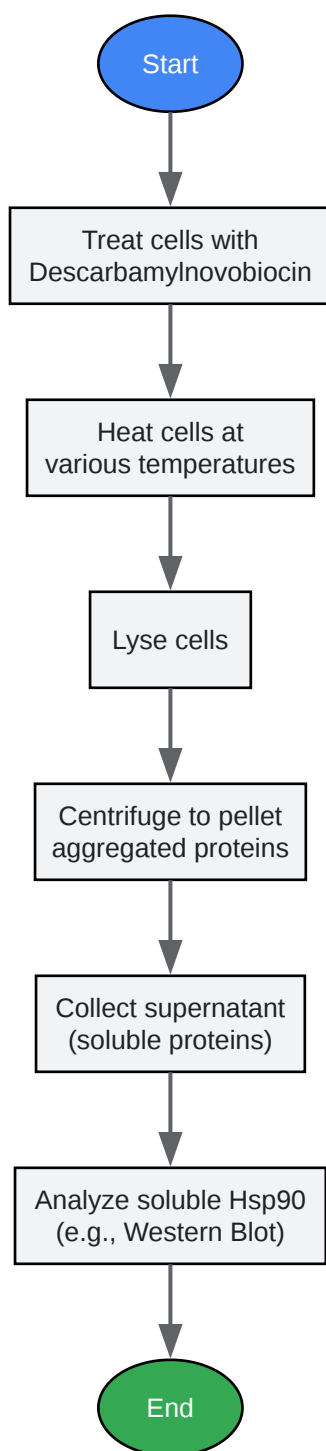 Start
Treat cells with
Descarbamylnovobiocin
Heat cells at
various temperatures
Lyse cells
Centrifuge to pellet
aggregated proteins
Collect supernatant
(soluble proteins)
Analyze soluble Hsp90
(e.g., Western Blot)
End